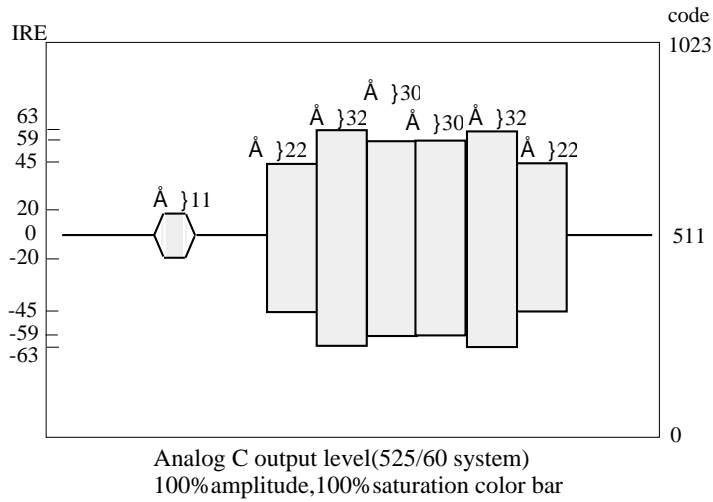 code
IRE
1023
Å }30
63
Å }32
Å }30
Å }32
59
45
Å }22
Å }22
20
Å }11
0
511
-20
-45
-59
-63
0
Analog C output level(525/60 system)
100%amplitude,100%saturation color bar